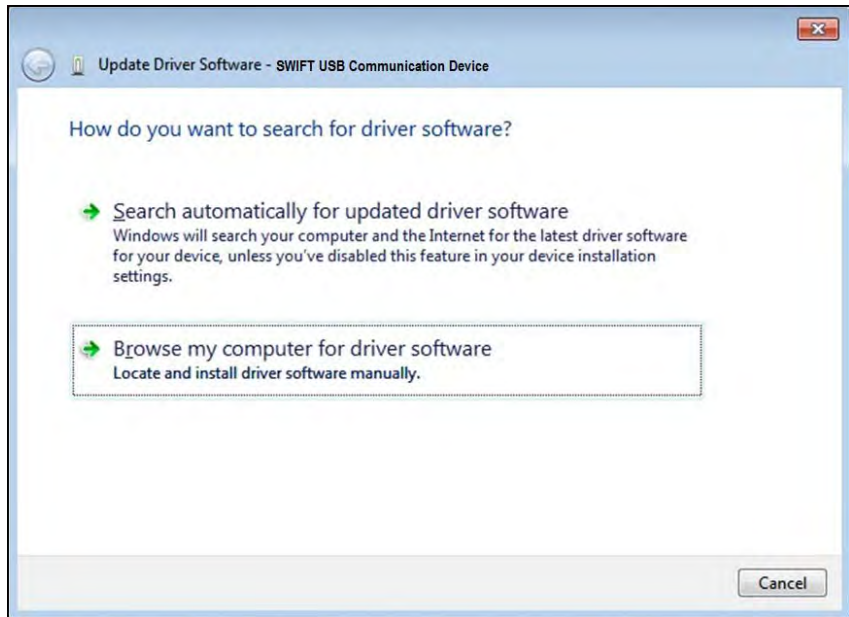 Update Driver Software - SWIFT USB Communication Device
How do you want to search for driver software?
Search automatically for updated driver software
Windows will search your computer and the Internet for the latest driver software
for your device, unless you've disabled this feature in your device installation
settings.
Browse my computer for driver software
Locate and install driver software manually.
Cancel